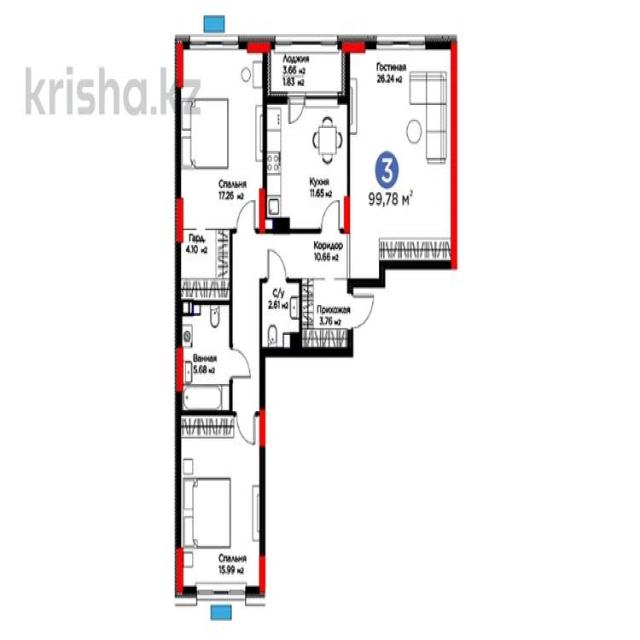 krisha.kz
Лоджия
3.66 м2
1.83 м2
Гостиная
26.24 м2
3
99,78 м²
Кухня
11.65 м2
Спальня
17.26 м2
Гард.
4.10 м2
Коридор
10.66 м2
С/у
2.61 м2
Прихожая
3.76 м2
Ванная
5.68 м2
Спальня
15.99 м2